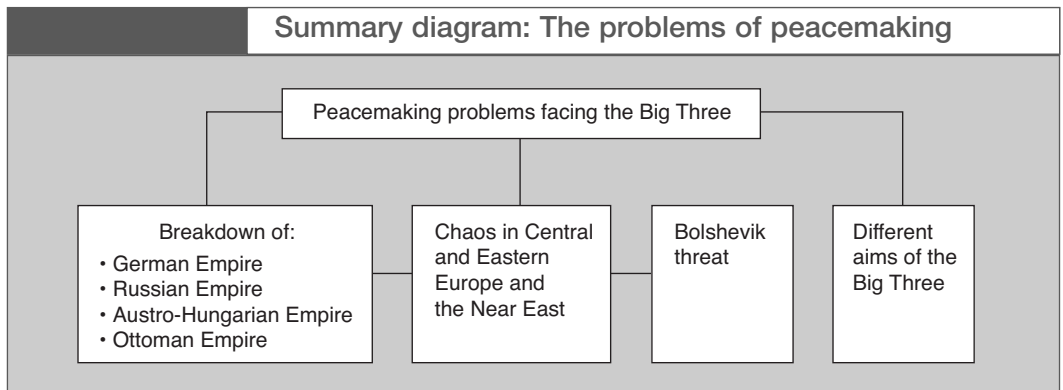 Summary diagram: The problems of peacemaking
Peacemaking problems facing the Big Three
Breakdown of:
• German Empire
• Russian Empire
• Austro-Hungarian Empire
• Ottoman Empire
Chaos in Central
and Eastern
Europe and
the Near East
Bolshevik
threat
Different
aims of the
Big Three